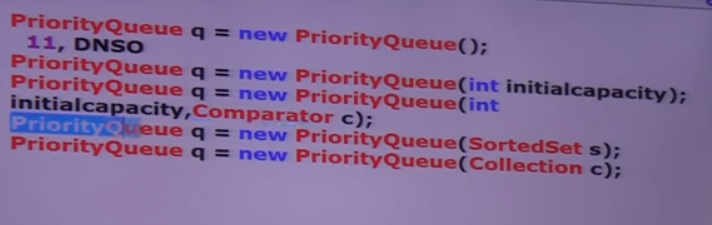 PriorityQueue q = new PriorityQueue();
11, DNSO
PriorityQueue q = new PriorityQueue(int initialcapacity);
PriorityQueue q = new PriorityQueue(int
initialcapacity,Comparator c);
PriorityQueue q = new PriorityQueue(SortedSet s);
PriorityQueue q = new PriorityQueue(Collection c);